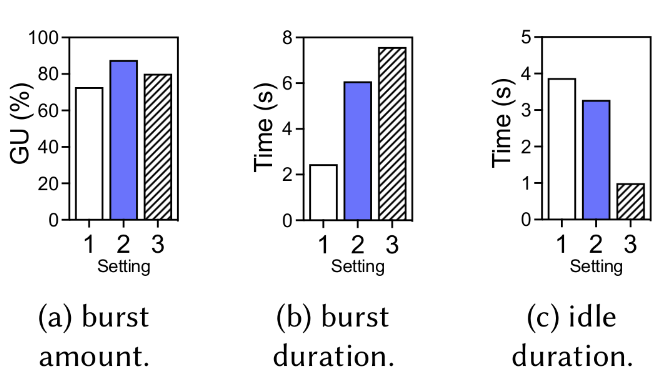 100
80
60
40
20
0
GU (%)
1 2 3
Setting
(a) burst
amount.
8
6
4
2
0
Time (s)
1 2 3
Setting
(b) burst
duration.
5
4
3
2
1
0
Time (s)
1 2 3
Setting
(c) idle
duration.